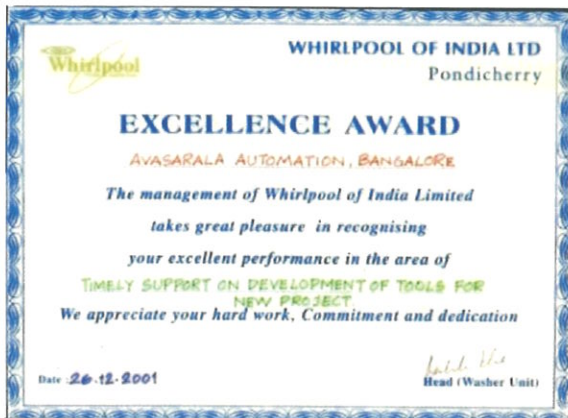 Whirlpool
WHIRLPOOL OF INDIA LTD
Pondicherry
EXCELLENCE AWARD
AVASARALA AUTOMATION, BANGALORE
The management of Whirlpool of India Limited
takes great pleasure in recognising
your excellent performance in the area of
TIMELY SUPPORT ON DEVELOPMENT OF TOOLS FOR
NEW PROJECT.
We appreciate your hard work, Commitment and dedication
Date : 26.12.2001
Head (Washer Unit)